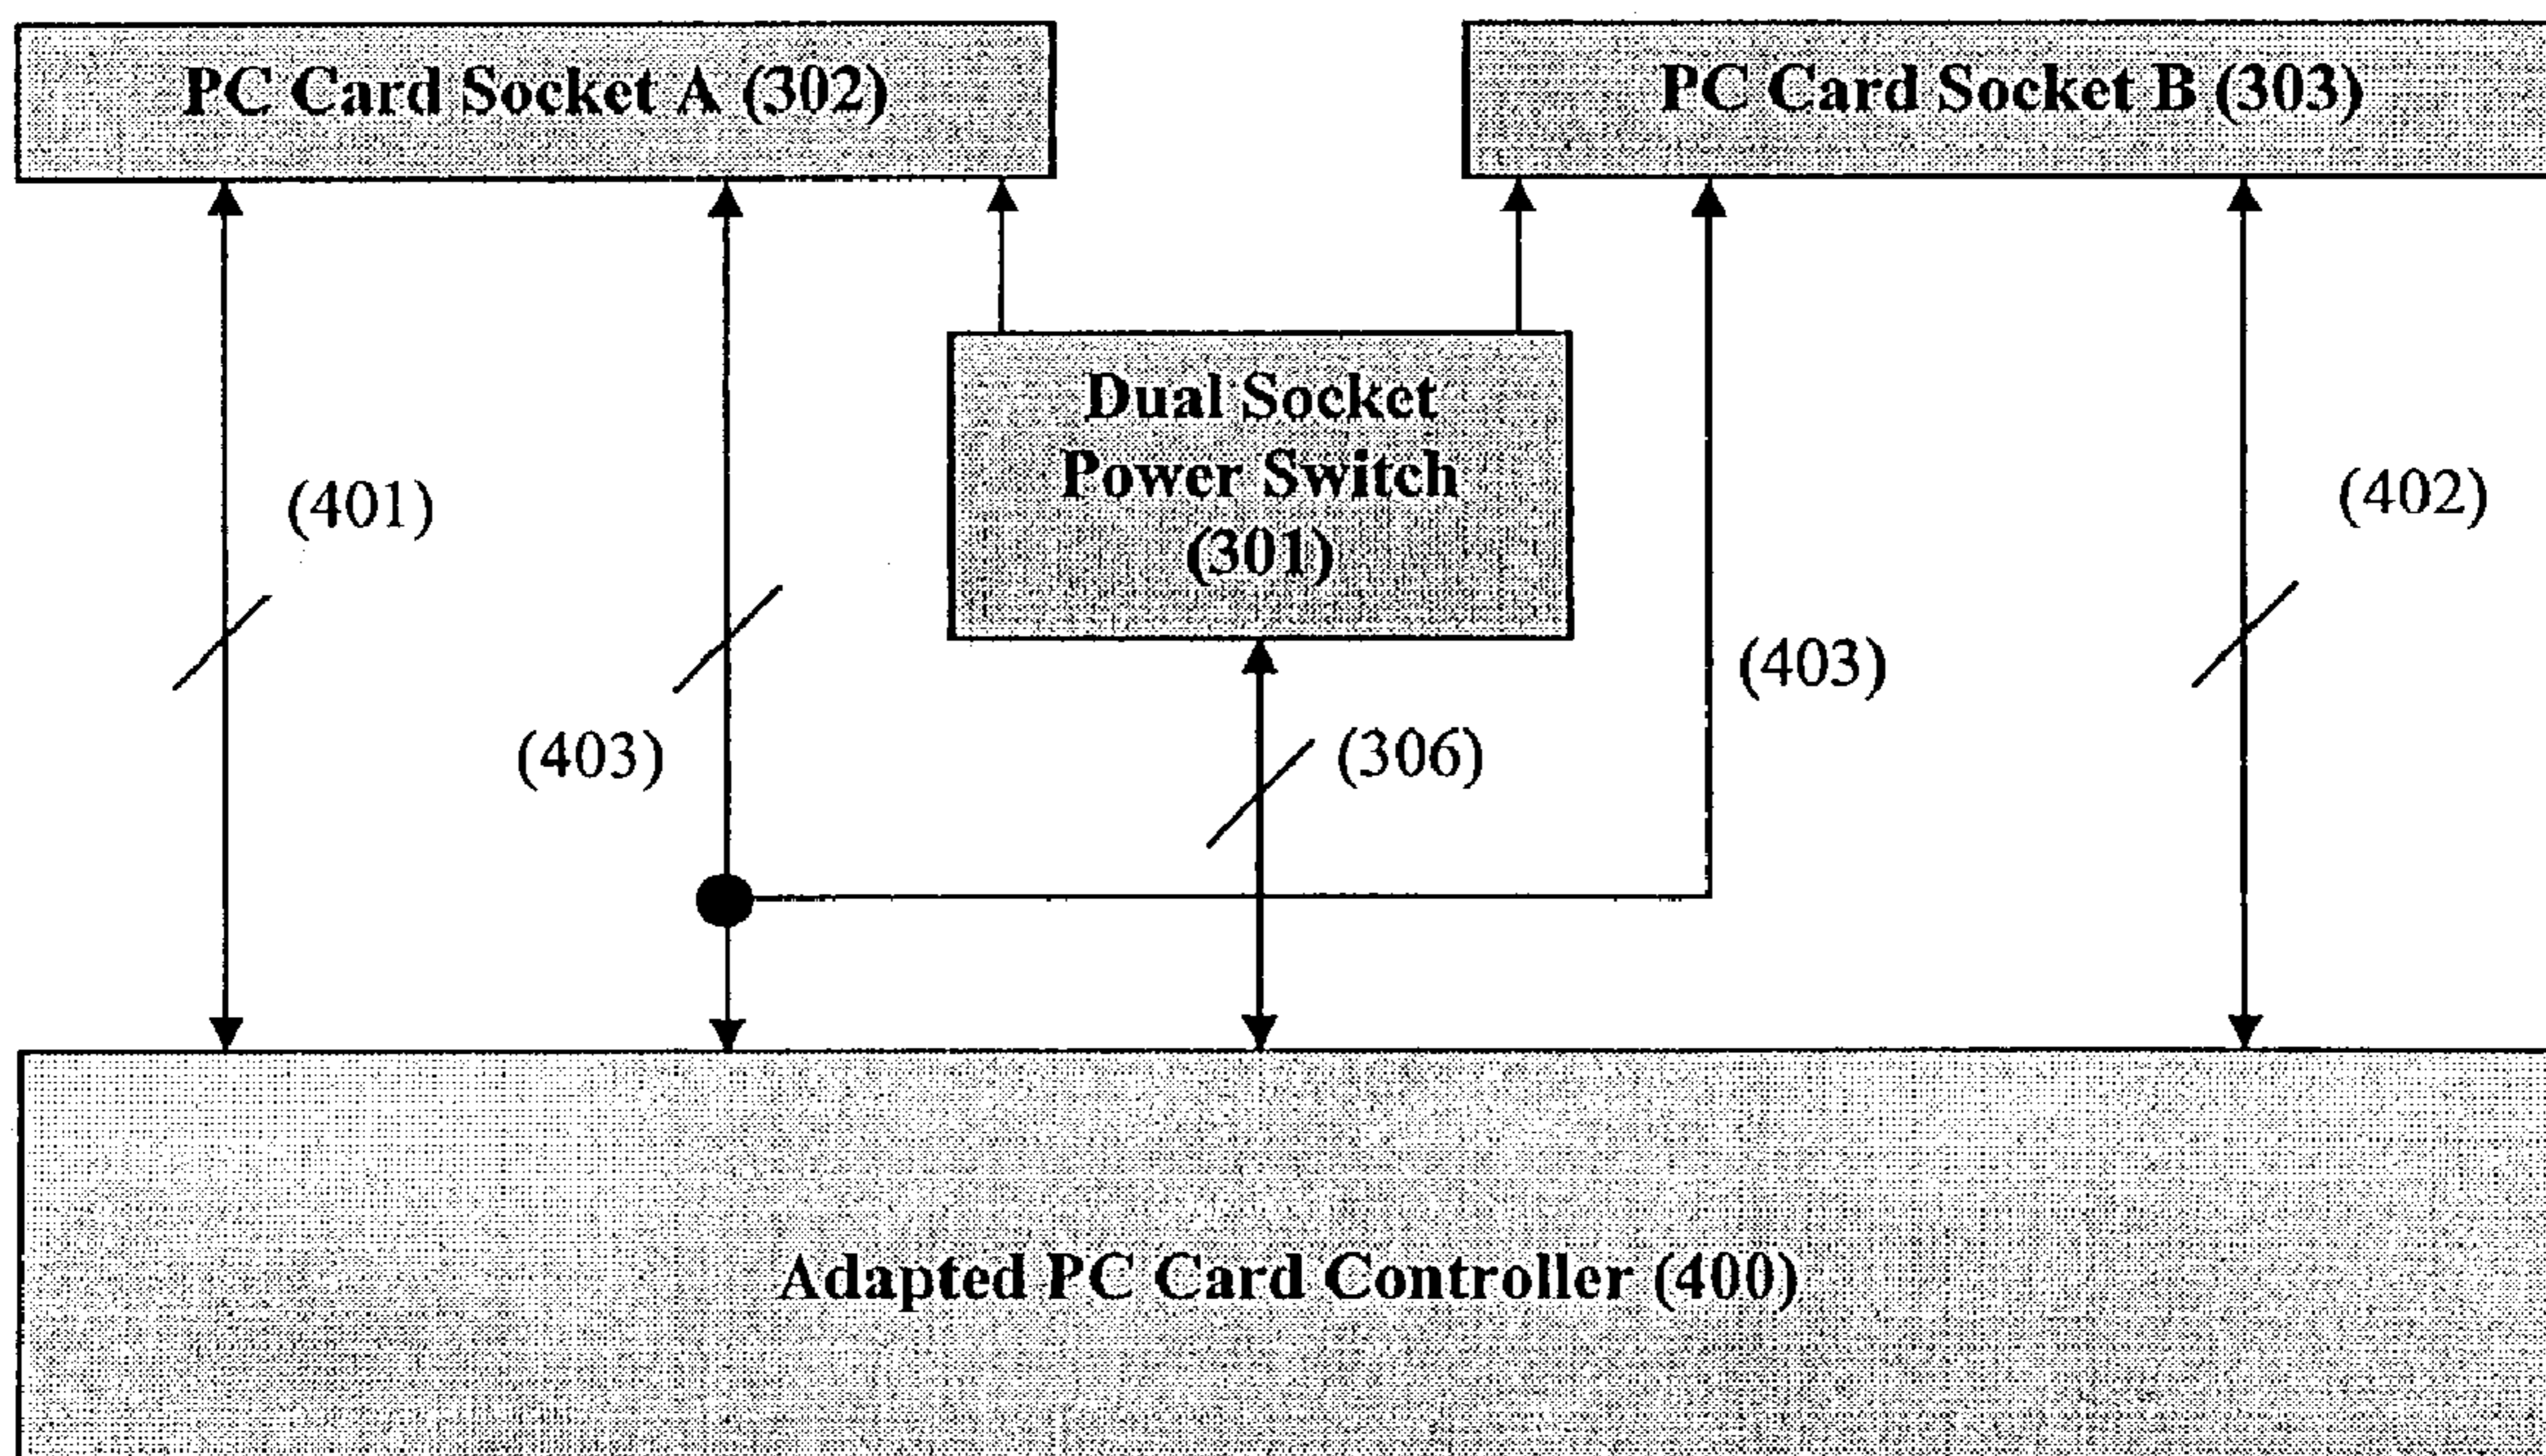 PC Card Socket A (302)
PC Card Socket B (303)
Dual Socket
Power Switch
(301)
(401)
(402)
(403)
(403)
(306)
Adapted PC Card Controller (400)